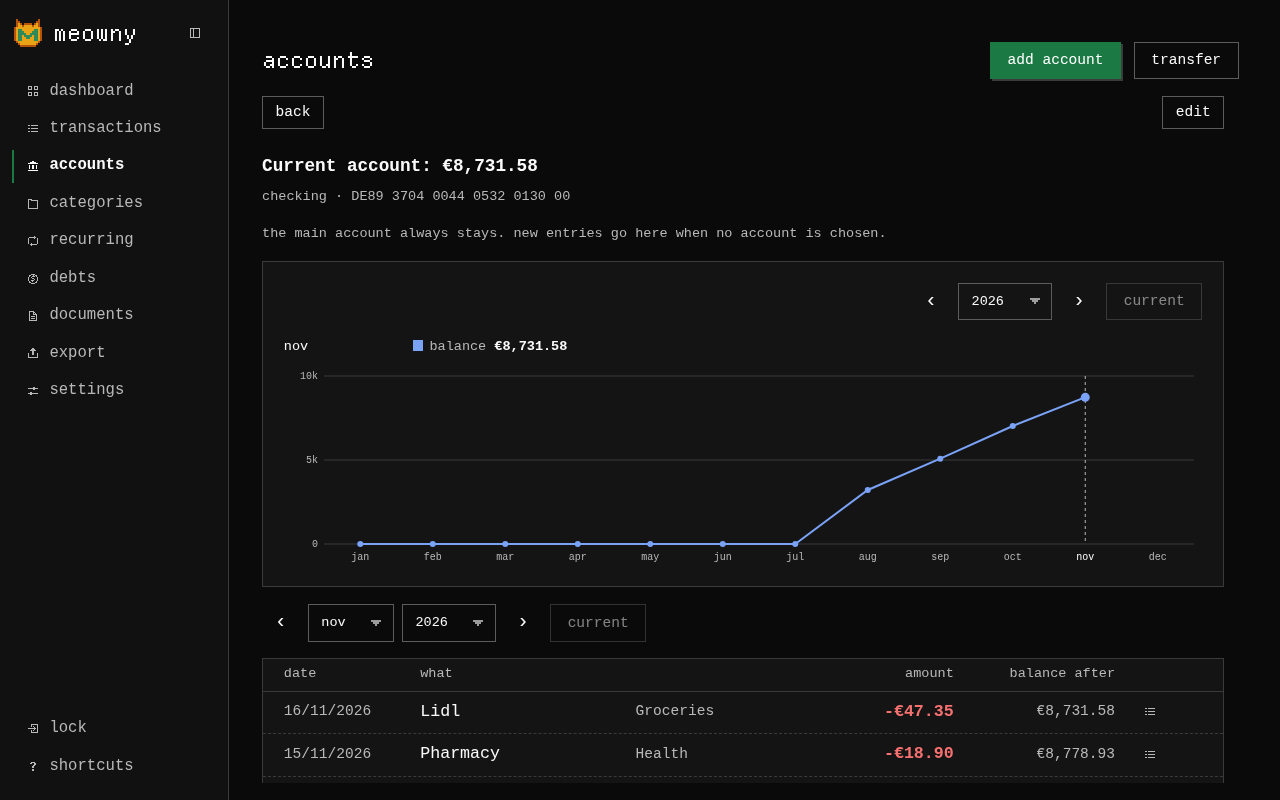 meowny
dashboard
transactions
accounts
categories
recurring
debts
documents
export
settings
lock
shortcuts
accounts
add account
transfer
back
edit
Current account: €8,731.58
checking · DE89 3704 0044 0532 0130 00
the main account always stays. new entries go here when no account is chosen.
‹ 2026 › current
nov balance €8,731.58
10k
5k
0
jan feb mar apr may jun jul aug sep oct nov dec
‹ nov 2026 › current
date what amount balance after
16/11/2026 Lidl Groceries -€47.35 €8,731.58
15/11/2026 Pharmacy Health -€18.90 €8,778.93